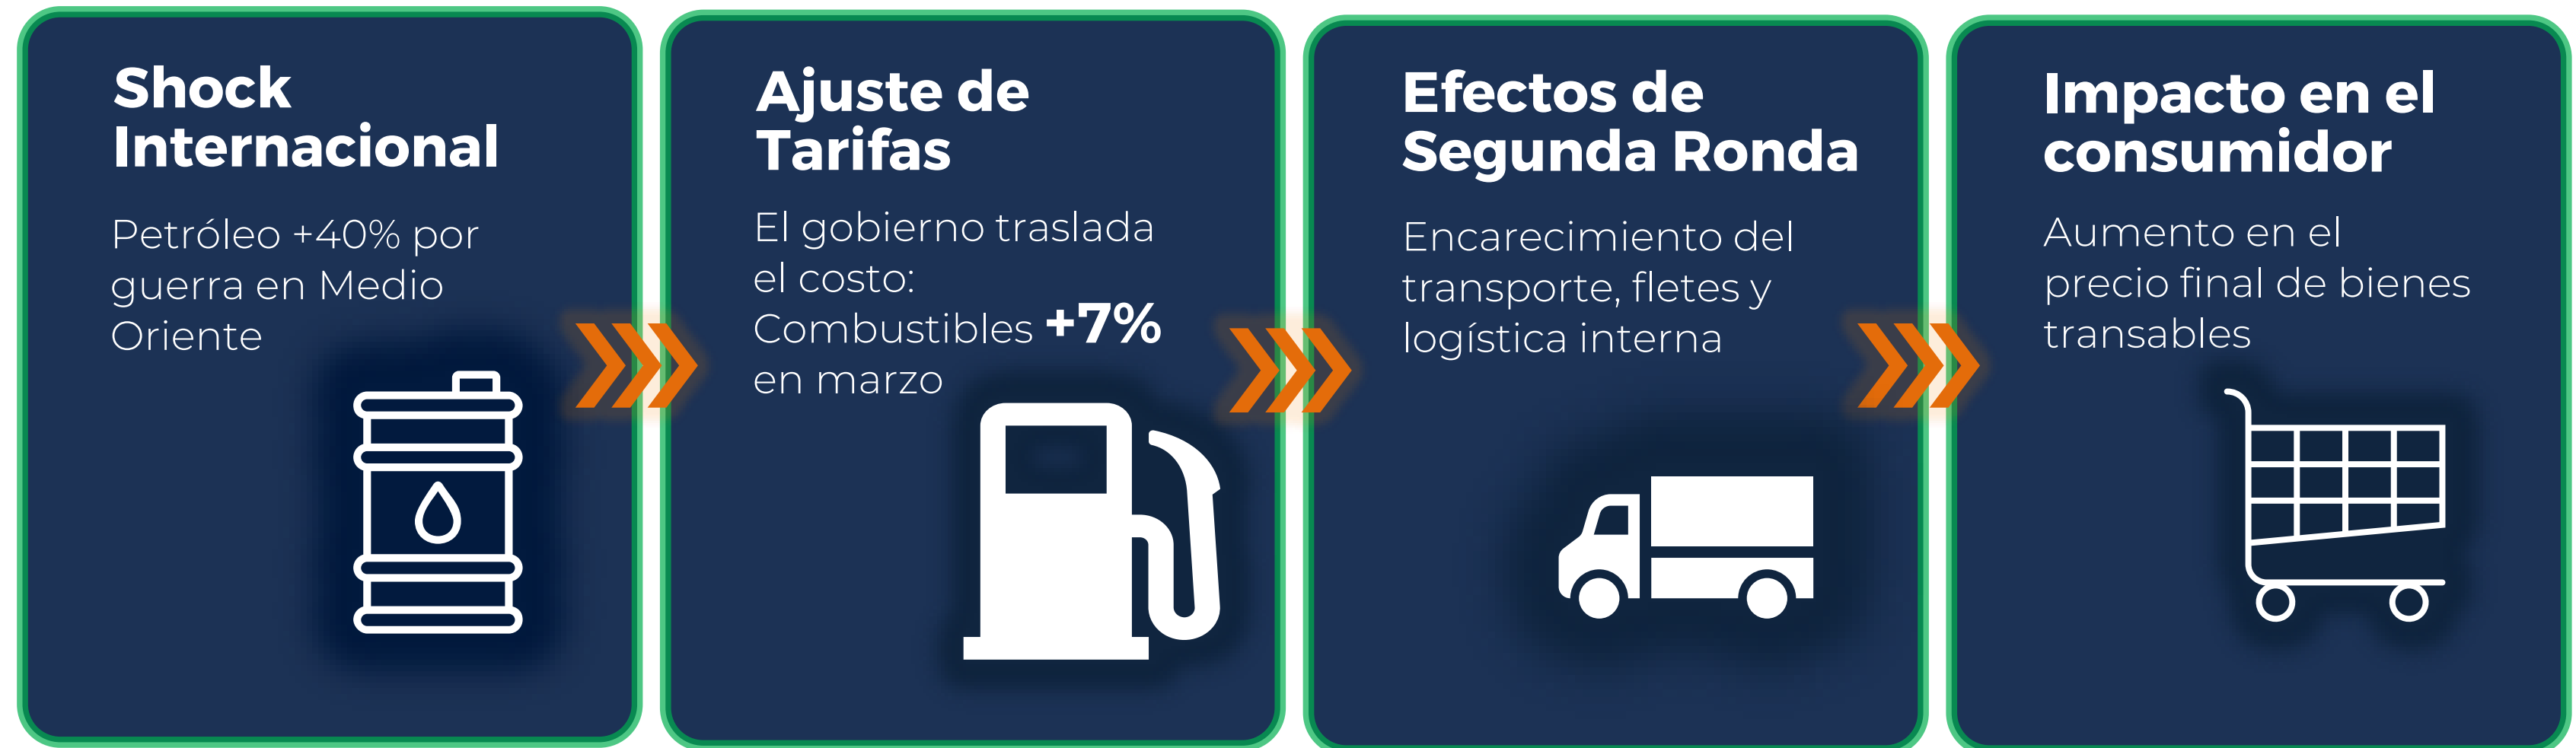 Shock
Internacional
Petróleo +40% por
guerra en Medio
Oriente
Ajuste de
Tarifas
El gobierno traslada
el costo:
Combustibles +7%
en marzo
Efectos de
Segunda Ronda
Encarecimiento del
transporte, fletes y
logística interna
Impacto en el
consumidor
Aumento en el
precio final de bienes
transables